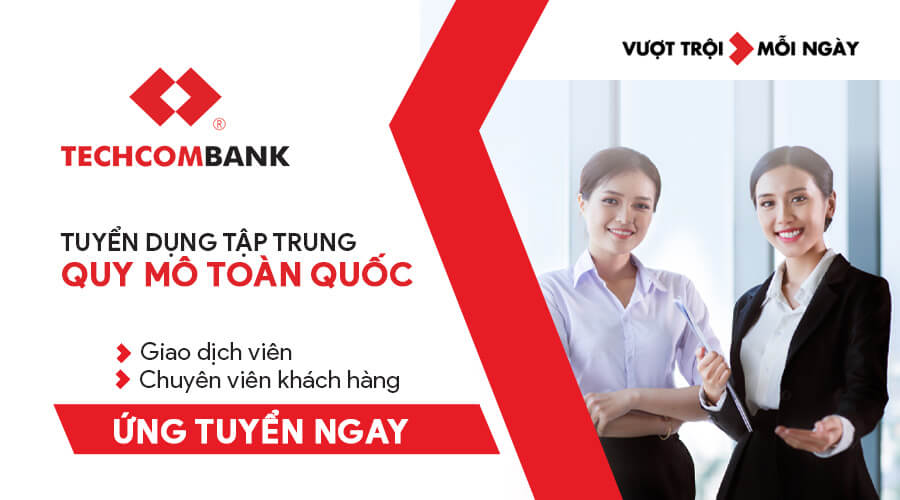 VƯỢT TRỘI MỖI NGÀY
®
TECHCOMBANK
TUYỂN DỤNG TẬP TRUNG
QUY MÔ TOÀN QUỐC
Giao dịch viên
Chuyên viên khách hàng
ỨNG TUYỂN NGAY